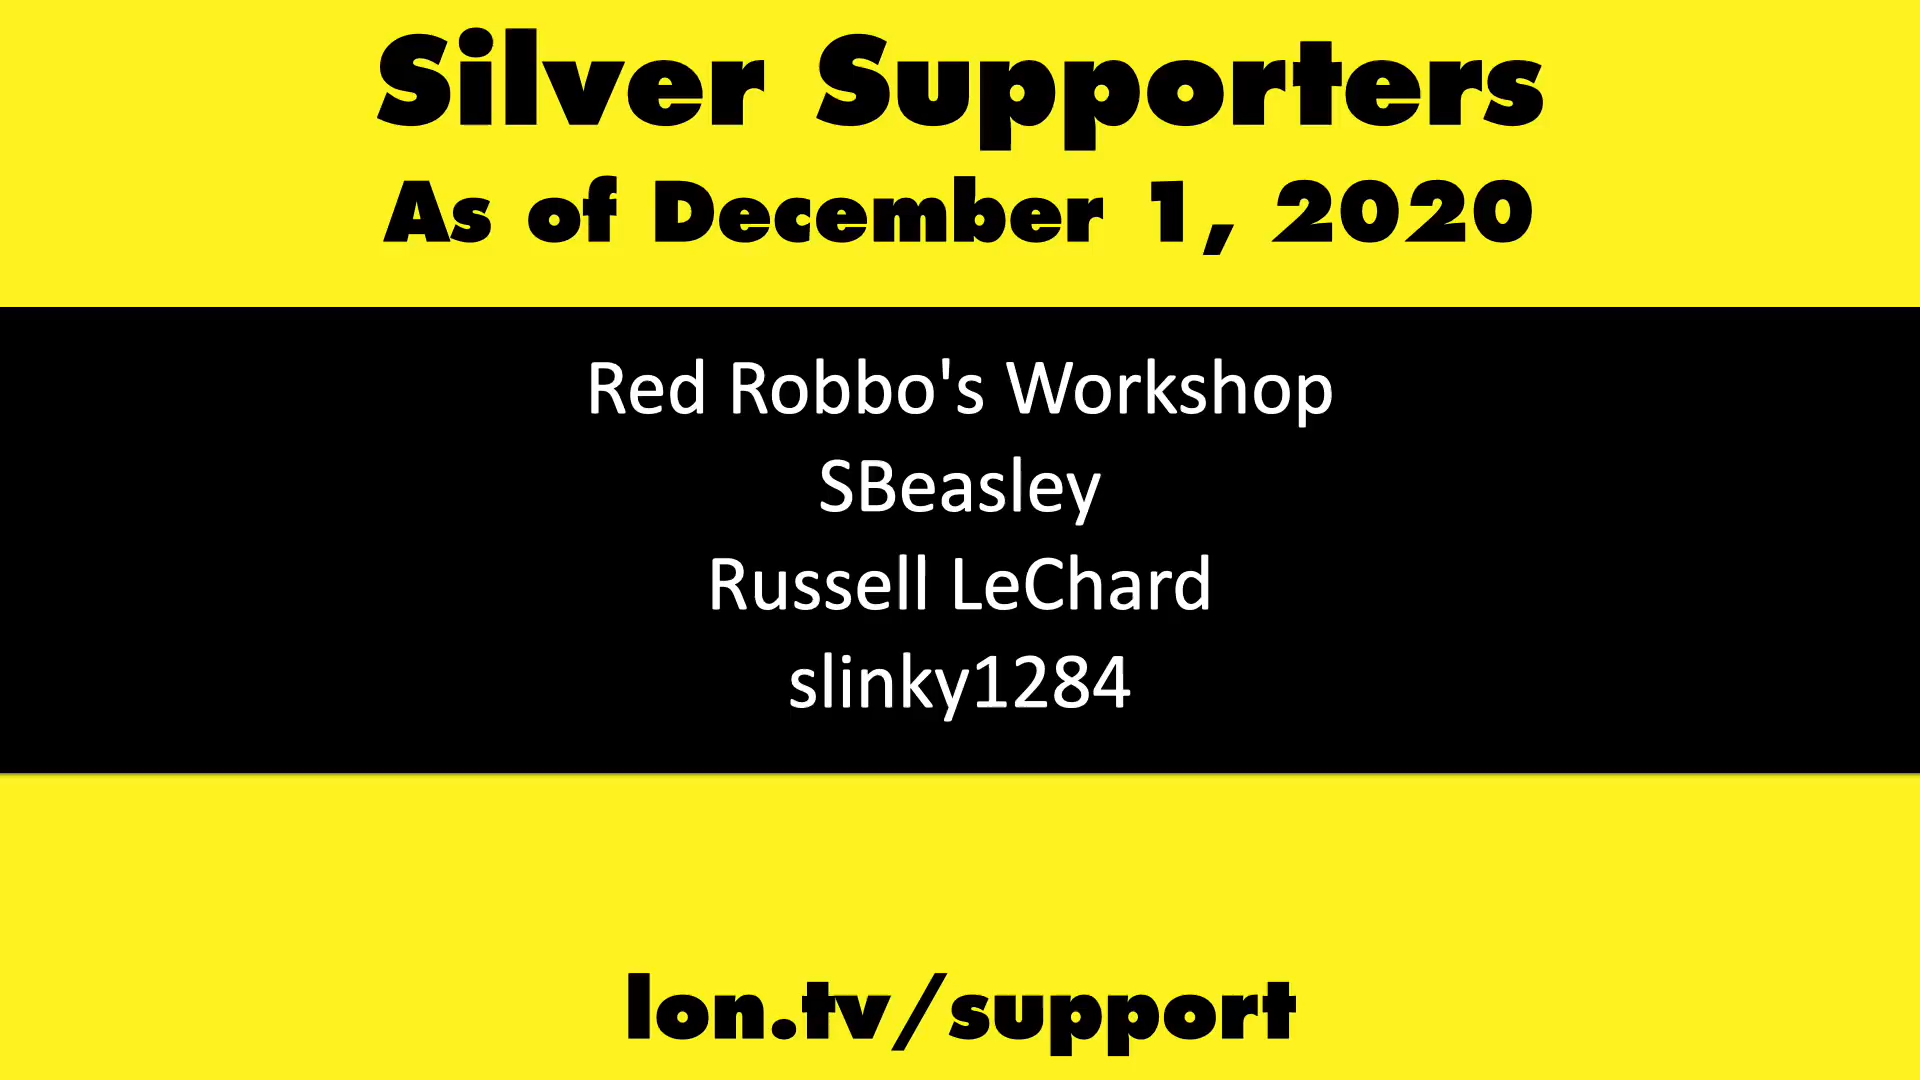 Silver Supporters
As of December 1, 2020
Red Robbo's Workshop
SBeasley
Russell LeChard
slinky1284
lon.tv/support